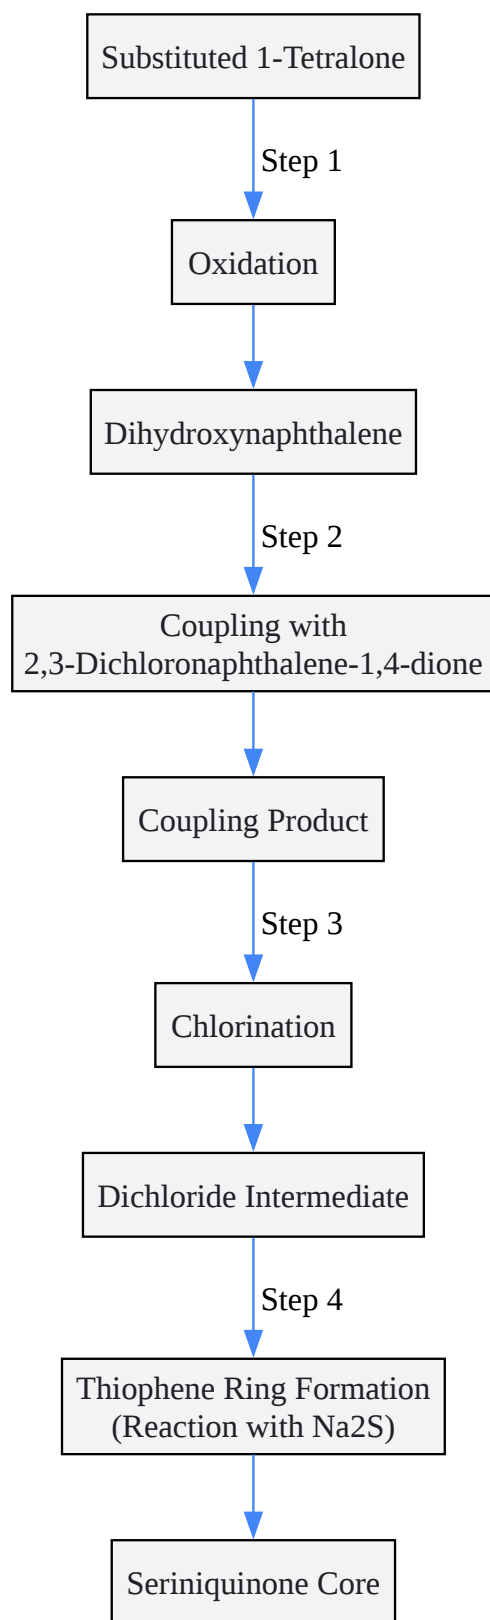 Substituted 1-Tetralone
Step 1
Oxidation
Dihydroxynaphthalene
Step 2
Coupling with
2,3-Dichloronaphthalene-1,4-dione
Coupling Product
Step 3
Chlorination
Dichloride Intermediate
Step 4
Thiophene Ring Formation
(Reaction with Na2S)
Seriniquinone Core